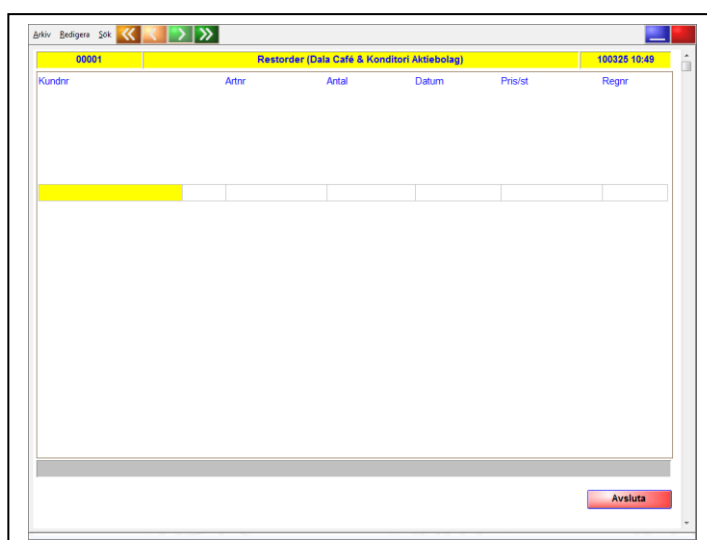 Arkiv Redigera Sök
00001 Restorder (Dala Café & Konditori Aktiebolag) 100325 10:49
Kundnr Artnr Antal Datum Pris/st Regnr
Avsluta